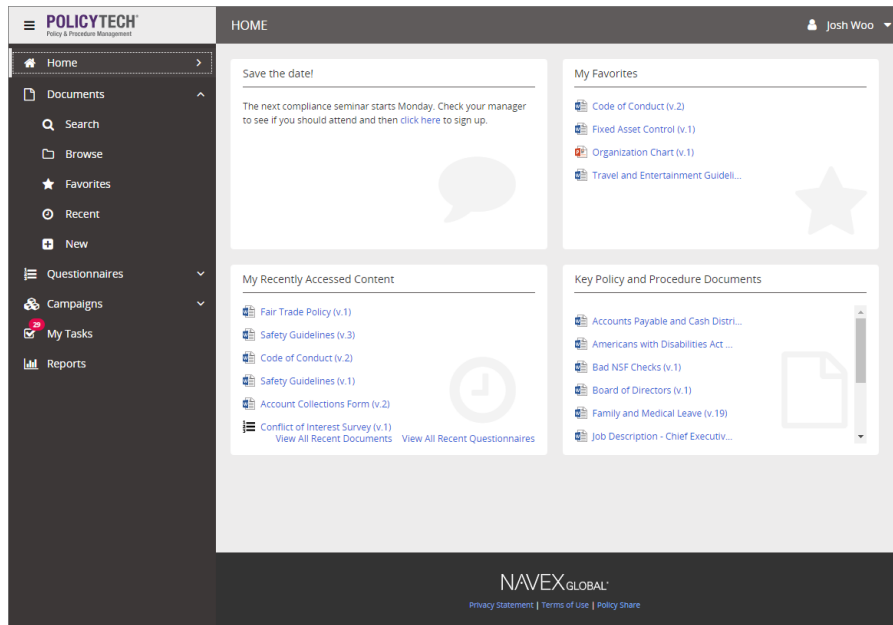 POLICYTECH®
Policy & Procedure Management
HOME
Josh Woo
Home
Documents
Search
Browse
Favorites
Recent
New
Questionnaires
Campaigns
29
My Tasks
Reports
Save the date!
The next compliance seminar starts Monday. Check your manager
to see if you should attend and then click here to sign up.
My Favorites
Code of Conduct (v.2)
Fixed Asset Control (v.1)
Organization Chart (v.1)
Travel and Entertainment Guideli...
My Recently Accessed Content
Fair Trade Policy (v.1)
Safety Guidelines (v.3)
Code of Conduct (v.2)
Safety Guidelines (v.1)
Account Collections Form (v.2)
Conflict of Interest Survey (v.1)
View All Recent Documents View All Recent Questionnaires
Key Policy and Procedure Documents
Accounts Payable and Cash Distri...
Americans with Disabilities Act ...
Bad NSF Checks (v.1)
Board of Directors (v.1)
Family and Medical Leave (v.19)
Job Description - Chief Executiv...
NAVEX GLOBAL®
Privacy Statement | Terms of Use | Policy Share